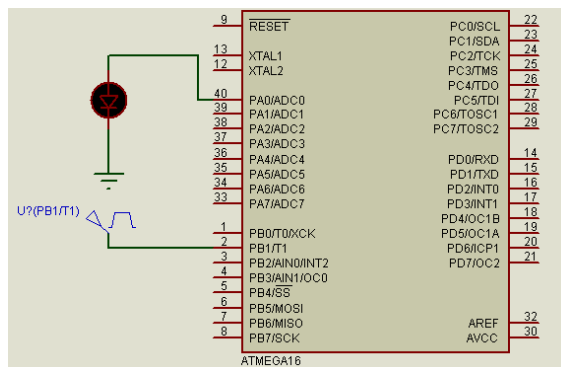 9 RESET PC0/SCL 22
PC1/SDA 23
13 XTAL1 PC2/TCK 24
12 XTAL2 PC3/TMS 25
PC4/TDO 26
40 PA0/ADC0 PC5/TDI 27
39 PA1/ADC1 PC6/TOSC1 28
38 PA2/ADC2 PC7/TOSC2 29
37 PA3/ADC3
36 PA4/ADC4 PD0/RXD 14
35 PA5/ADC5 PD1/TXD 15
34 PA6/ADC6 PD2/INT0 16
33 PA7/ADC7 PD3/INT1 17
PD4/OC1B 18
U?(PB1/T1)
1 PB0/T0/XCK PD5/OC1A 19
2 PB1/T1 PD6/ICP1 20
3 PB2/AIN0/INT2 PD7/OC2 21
4 PB3/AIN1/OC0
5 PB4/SS
6 PB5/MOSI
7 PB6/MISO AREF 32
8 PB7/SCK AVCC 30
ATMEGA16